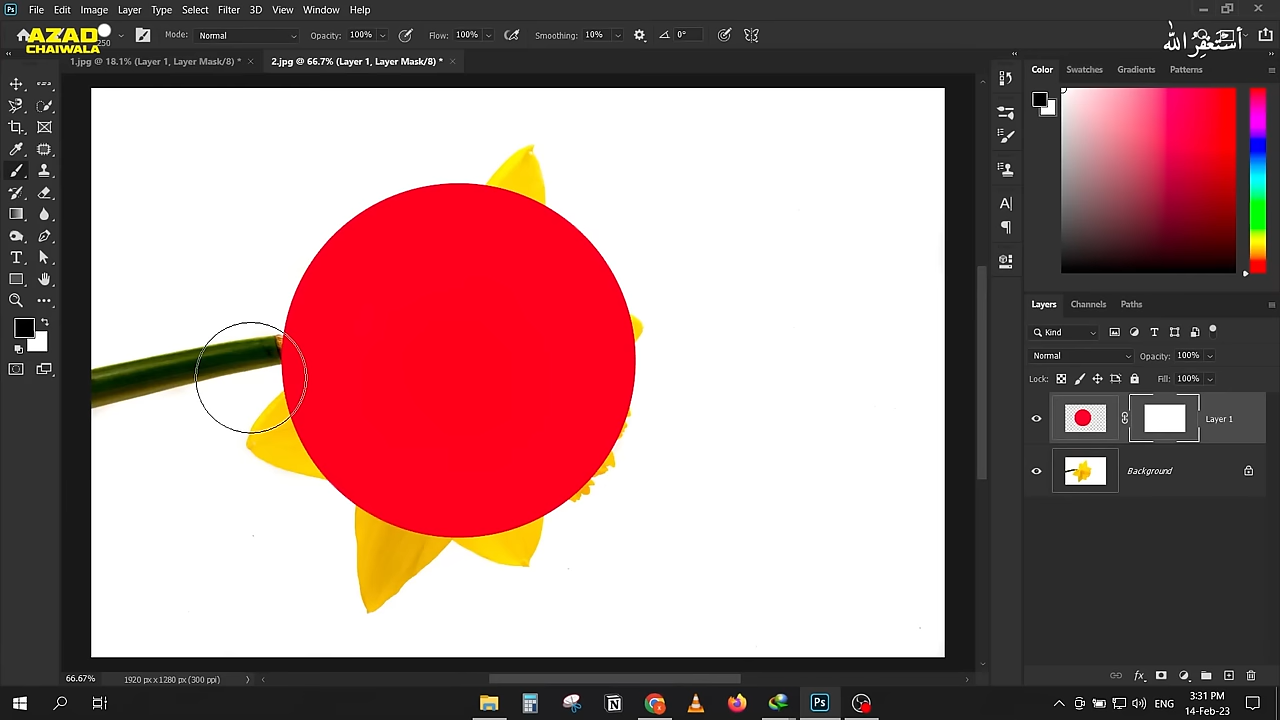 Ps File Edit Image Layer Type Select Filter 3D View Window Help
AZAD
CHAIWALA
250 Mode: Normal Opacity: 100% Flow: 100% Smoothing: 10% 0°
أستغفر الله
1.jpg @ 18.1% (Layer 1, Layer Mask/8) * × 2.jpg @ 66.7% (Layer 1, Layer Mask/8) * ×
Color Swatches Gradients Patterns
Layers Channels Paths
Kind
Normal Opacity: 100%
Lock: Fill: 100%
Layer 1
Background
66.67% 1920 px x 1280 px (300 ppi)
Ps ENG 3:31 PM
14-Feb-23